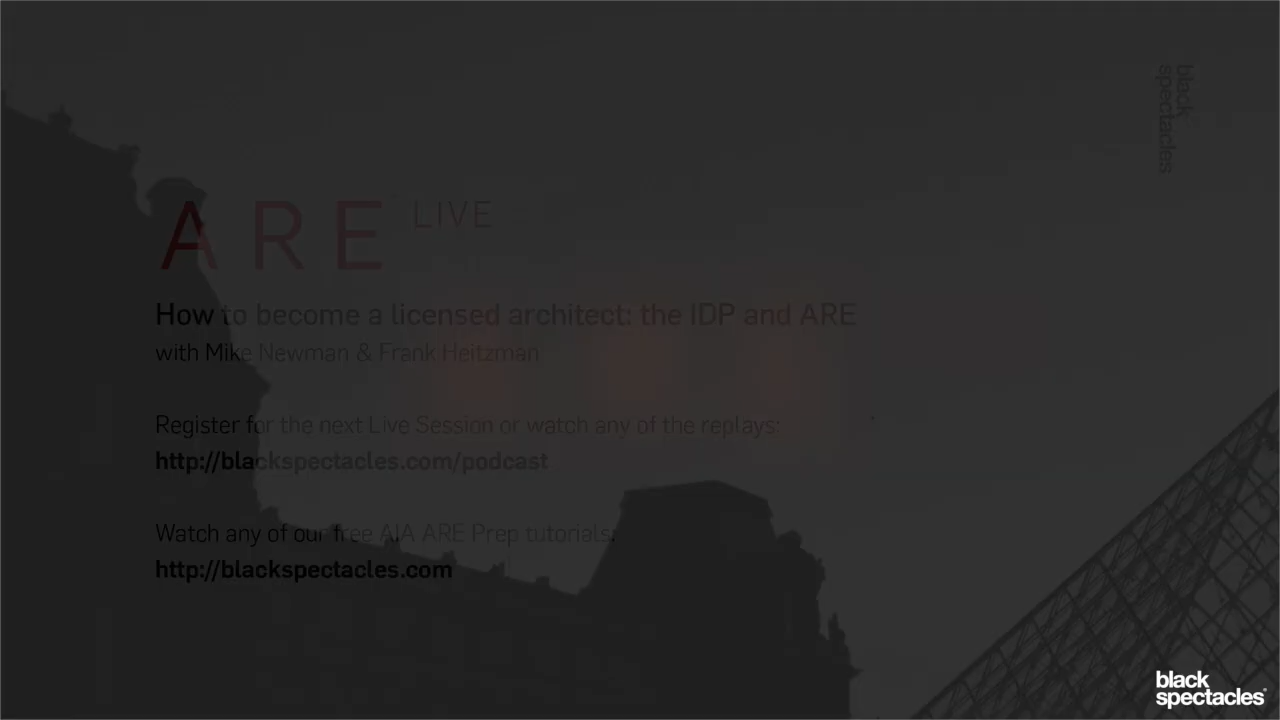 black
spectacles
A R E LIVE
How to become a licensed architect: the IDP and ARE
with Mike Newman & Frank Heitzman
Register for the next Live Session or watch any of the replays:
http://blackspectacles.com/podcast
Watch any of our free AIA ARE Prep tutorials:
http://blackspectacles.com
black
spectacles